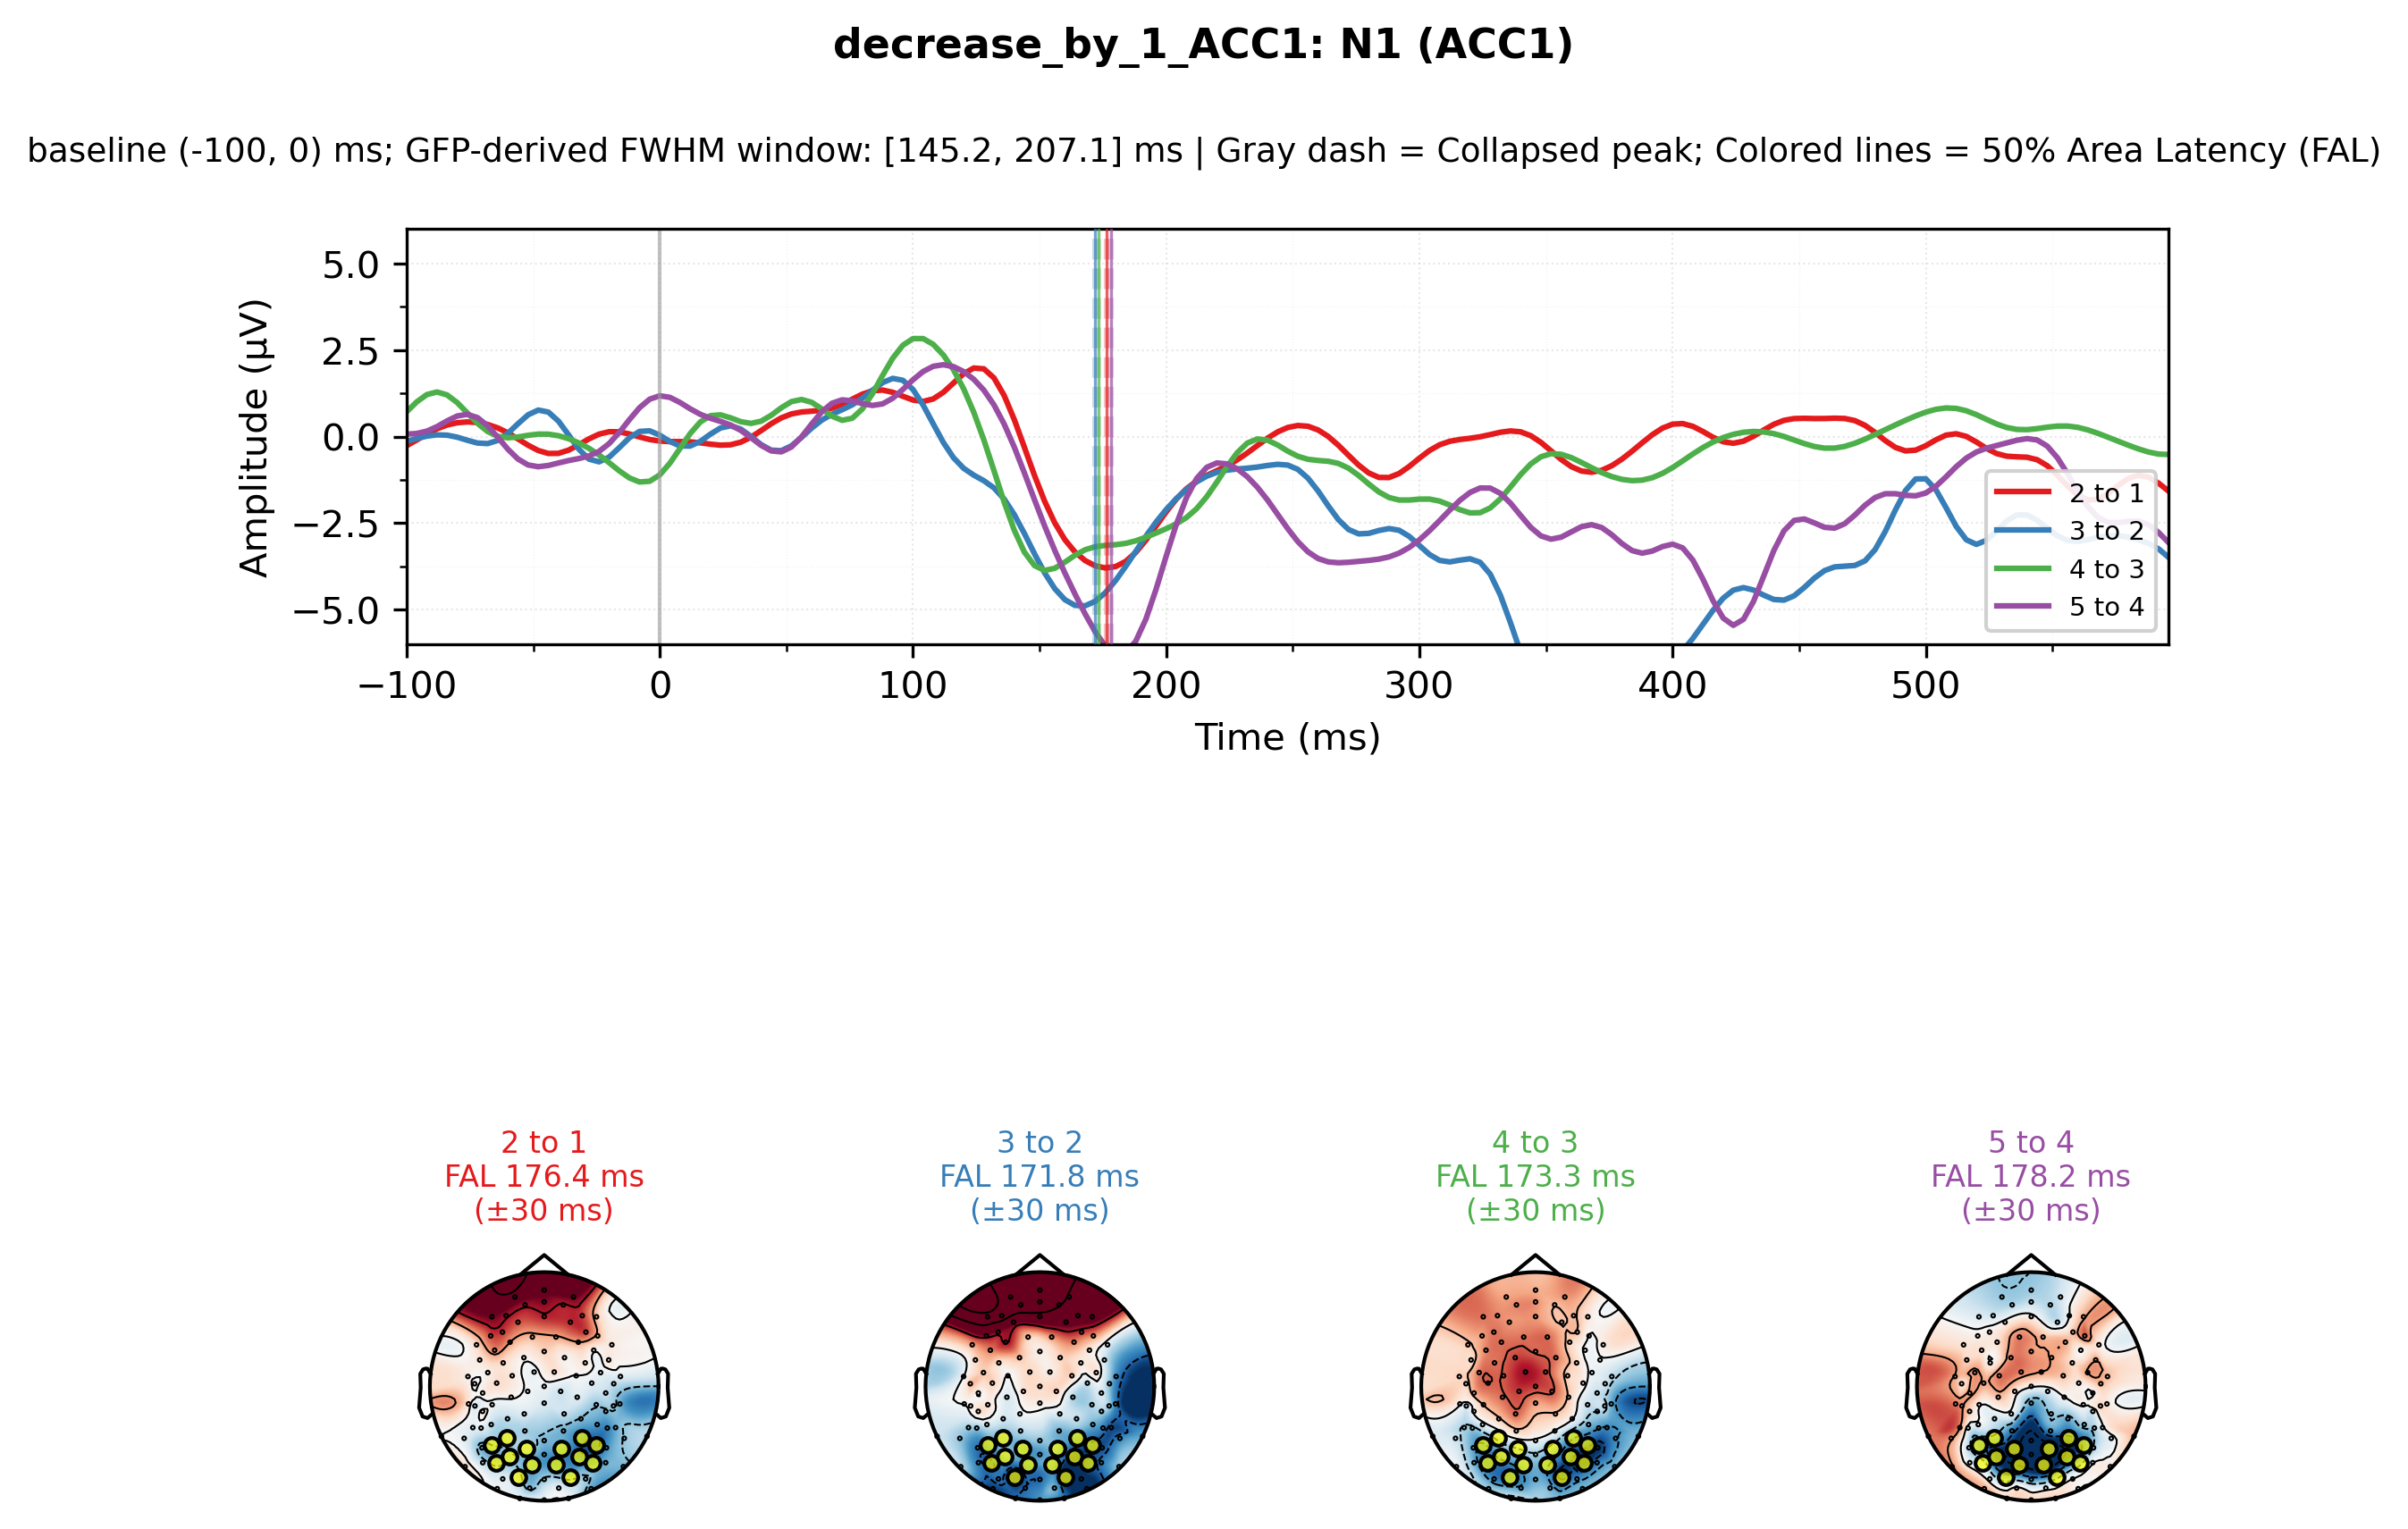 decrease_by_1_ACC1: N1 (ACC1)
baseline (-100, 0) ms; GFP-derived FWHM window: [145.2, 207.1] ms | Gray dash = Collapsed peak; Colored lines = 50% Area Latency (FAL)
Amplitude (μV)
5.0
2.5
0.0
−2.5
−5.0
2 to 1
3 to 2
4 to 3
5 to 4
−100 0 100 200 300 400 500
Time (ms)
2 to 1
FAL 176.4 ms
(±30 ms)
3 to 2
FAL 171.8 ms
(±30 ms)
4 to 3
FAL 173.3 ms
(±30 ms)
5 to 4
FAL 178.2 ms
(±30 ms)